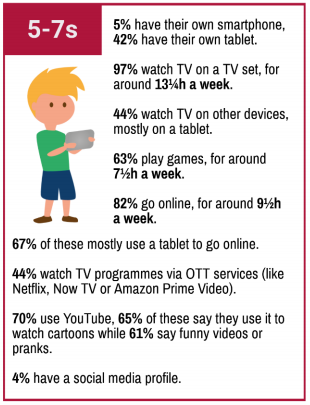 5-7s
5% have their own smartphone,
42% have their own tablet.
97% watch TV on a TV set, for
around 13¼h a week.
44% watch TV on other devices,
mostly on a tablet.
63% play games, for around
7½h a week.
82% go online, for around 9½h
a week.
67% of these mostly use a tablet to go online.
44% watch TV programmes via OTT services (like
Netflix, Now TV or Amazon Prime Video).
70% use YouTube, 65% of these say they use it to
watch cartoons while 61% say funny videos or
pranks.
4% have a social media profile.